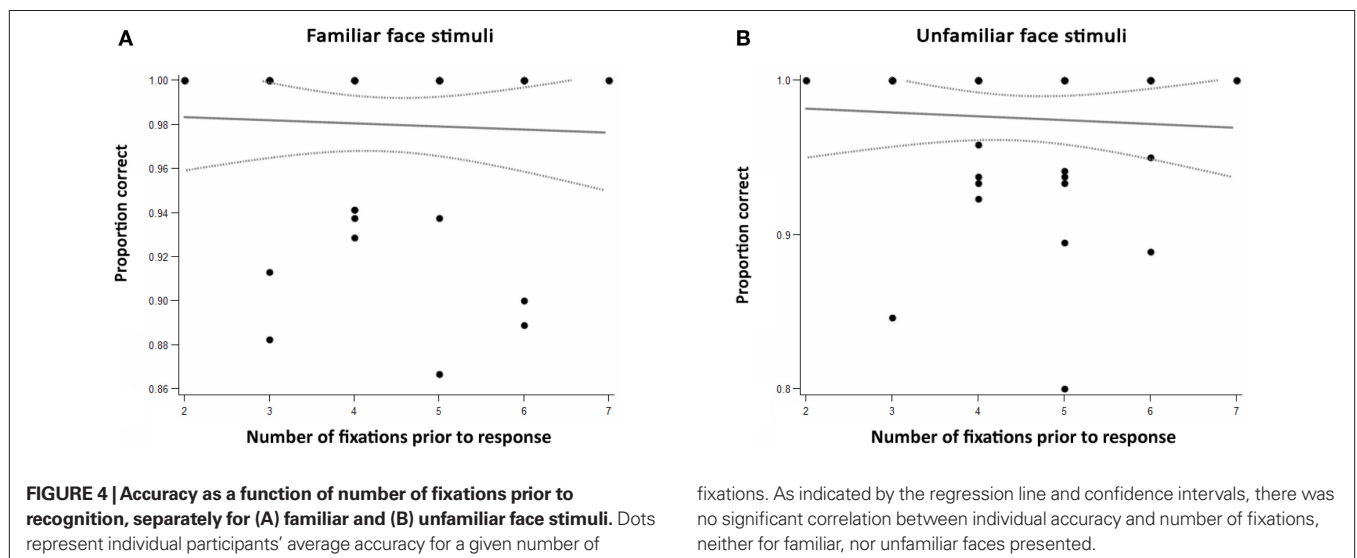 A
Familiar face stimuli
1.00
0.98
0.96
0.94
0.92
0.90
0.88
0.86
Proportion correct
2 3 4 5 6 7
Number of fixations prior to response
B
Unfamiliar face stimuli
1.0
0.9
0.8
Proportion correct
2 3 4 5 6 7
Number of fixations prior to response
FIGURE 4 | Accuracy as a function of number of fixations prior to
recognition, separately for (A) familiar and (B) unfamiliar face stimuli. Dots
represent individual participants’ average accuracy for a given number of
fixations. As indicated by the regression line and confidence intervals, there was
no significant correlation between individual accuracy and number of fixations,
neither for familiar, nor unfamiliar faces presented.